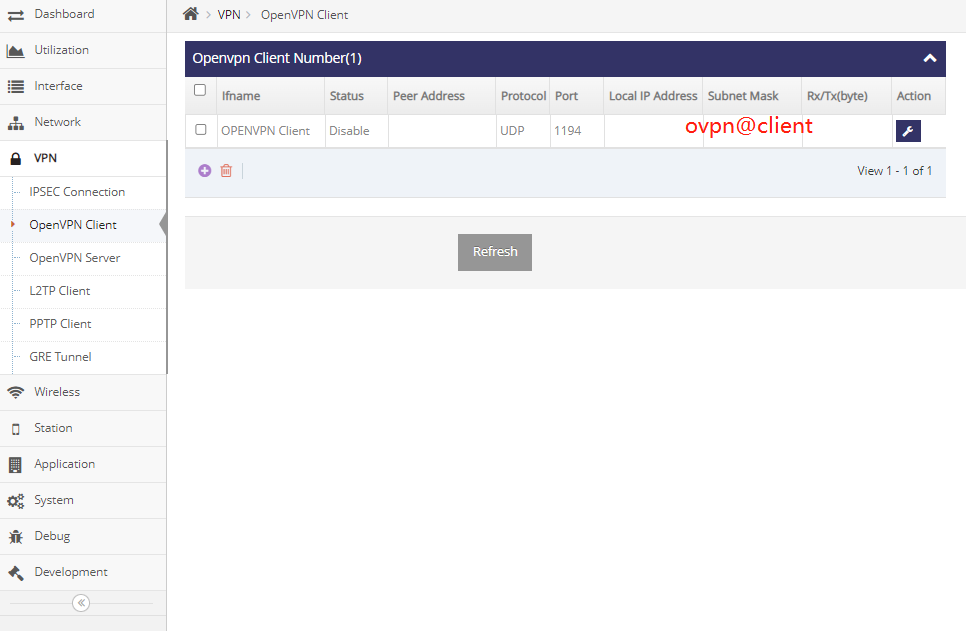 Dashboard
Utilization
Interface
Network
VPN
IPSEC Connection
OpenVPN Client
OpenVPN Server
L2TP Client
PPTP Client
GRE Tunnel
Wireless
Station
Application
System
Debug
Development
VPN > OpenVPN Client
Openvpn Client Number(1)
Ifname Status Peer Address Protocol Port Local IP Address Subnet Mask Rx/Tx(byte) Action
OPENVPN Client Disable UDP 1194 ovpn@client
View 1 - 1 of 1
Refresh